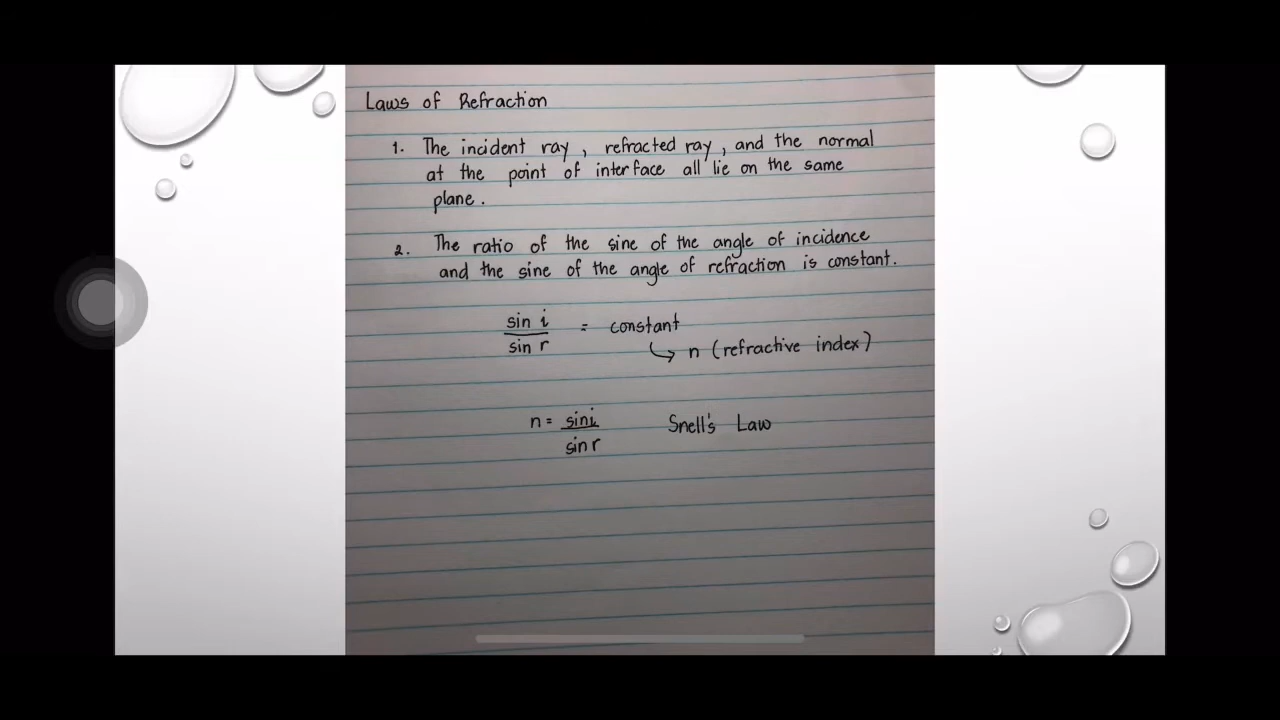 Laws of Refraction
1. The incident ray, refracted ray, and the normal
at the point of interface all lie on the same
plane.
2. The ratio of the sine of the angle of incidence
and the sine of the angle of refraction is constant.
sin i
sin r
= constant
↳ n (refractive index)
n = sin i
sin r
Snell's Law